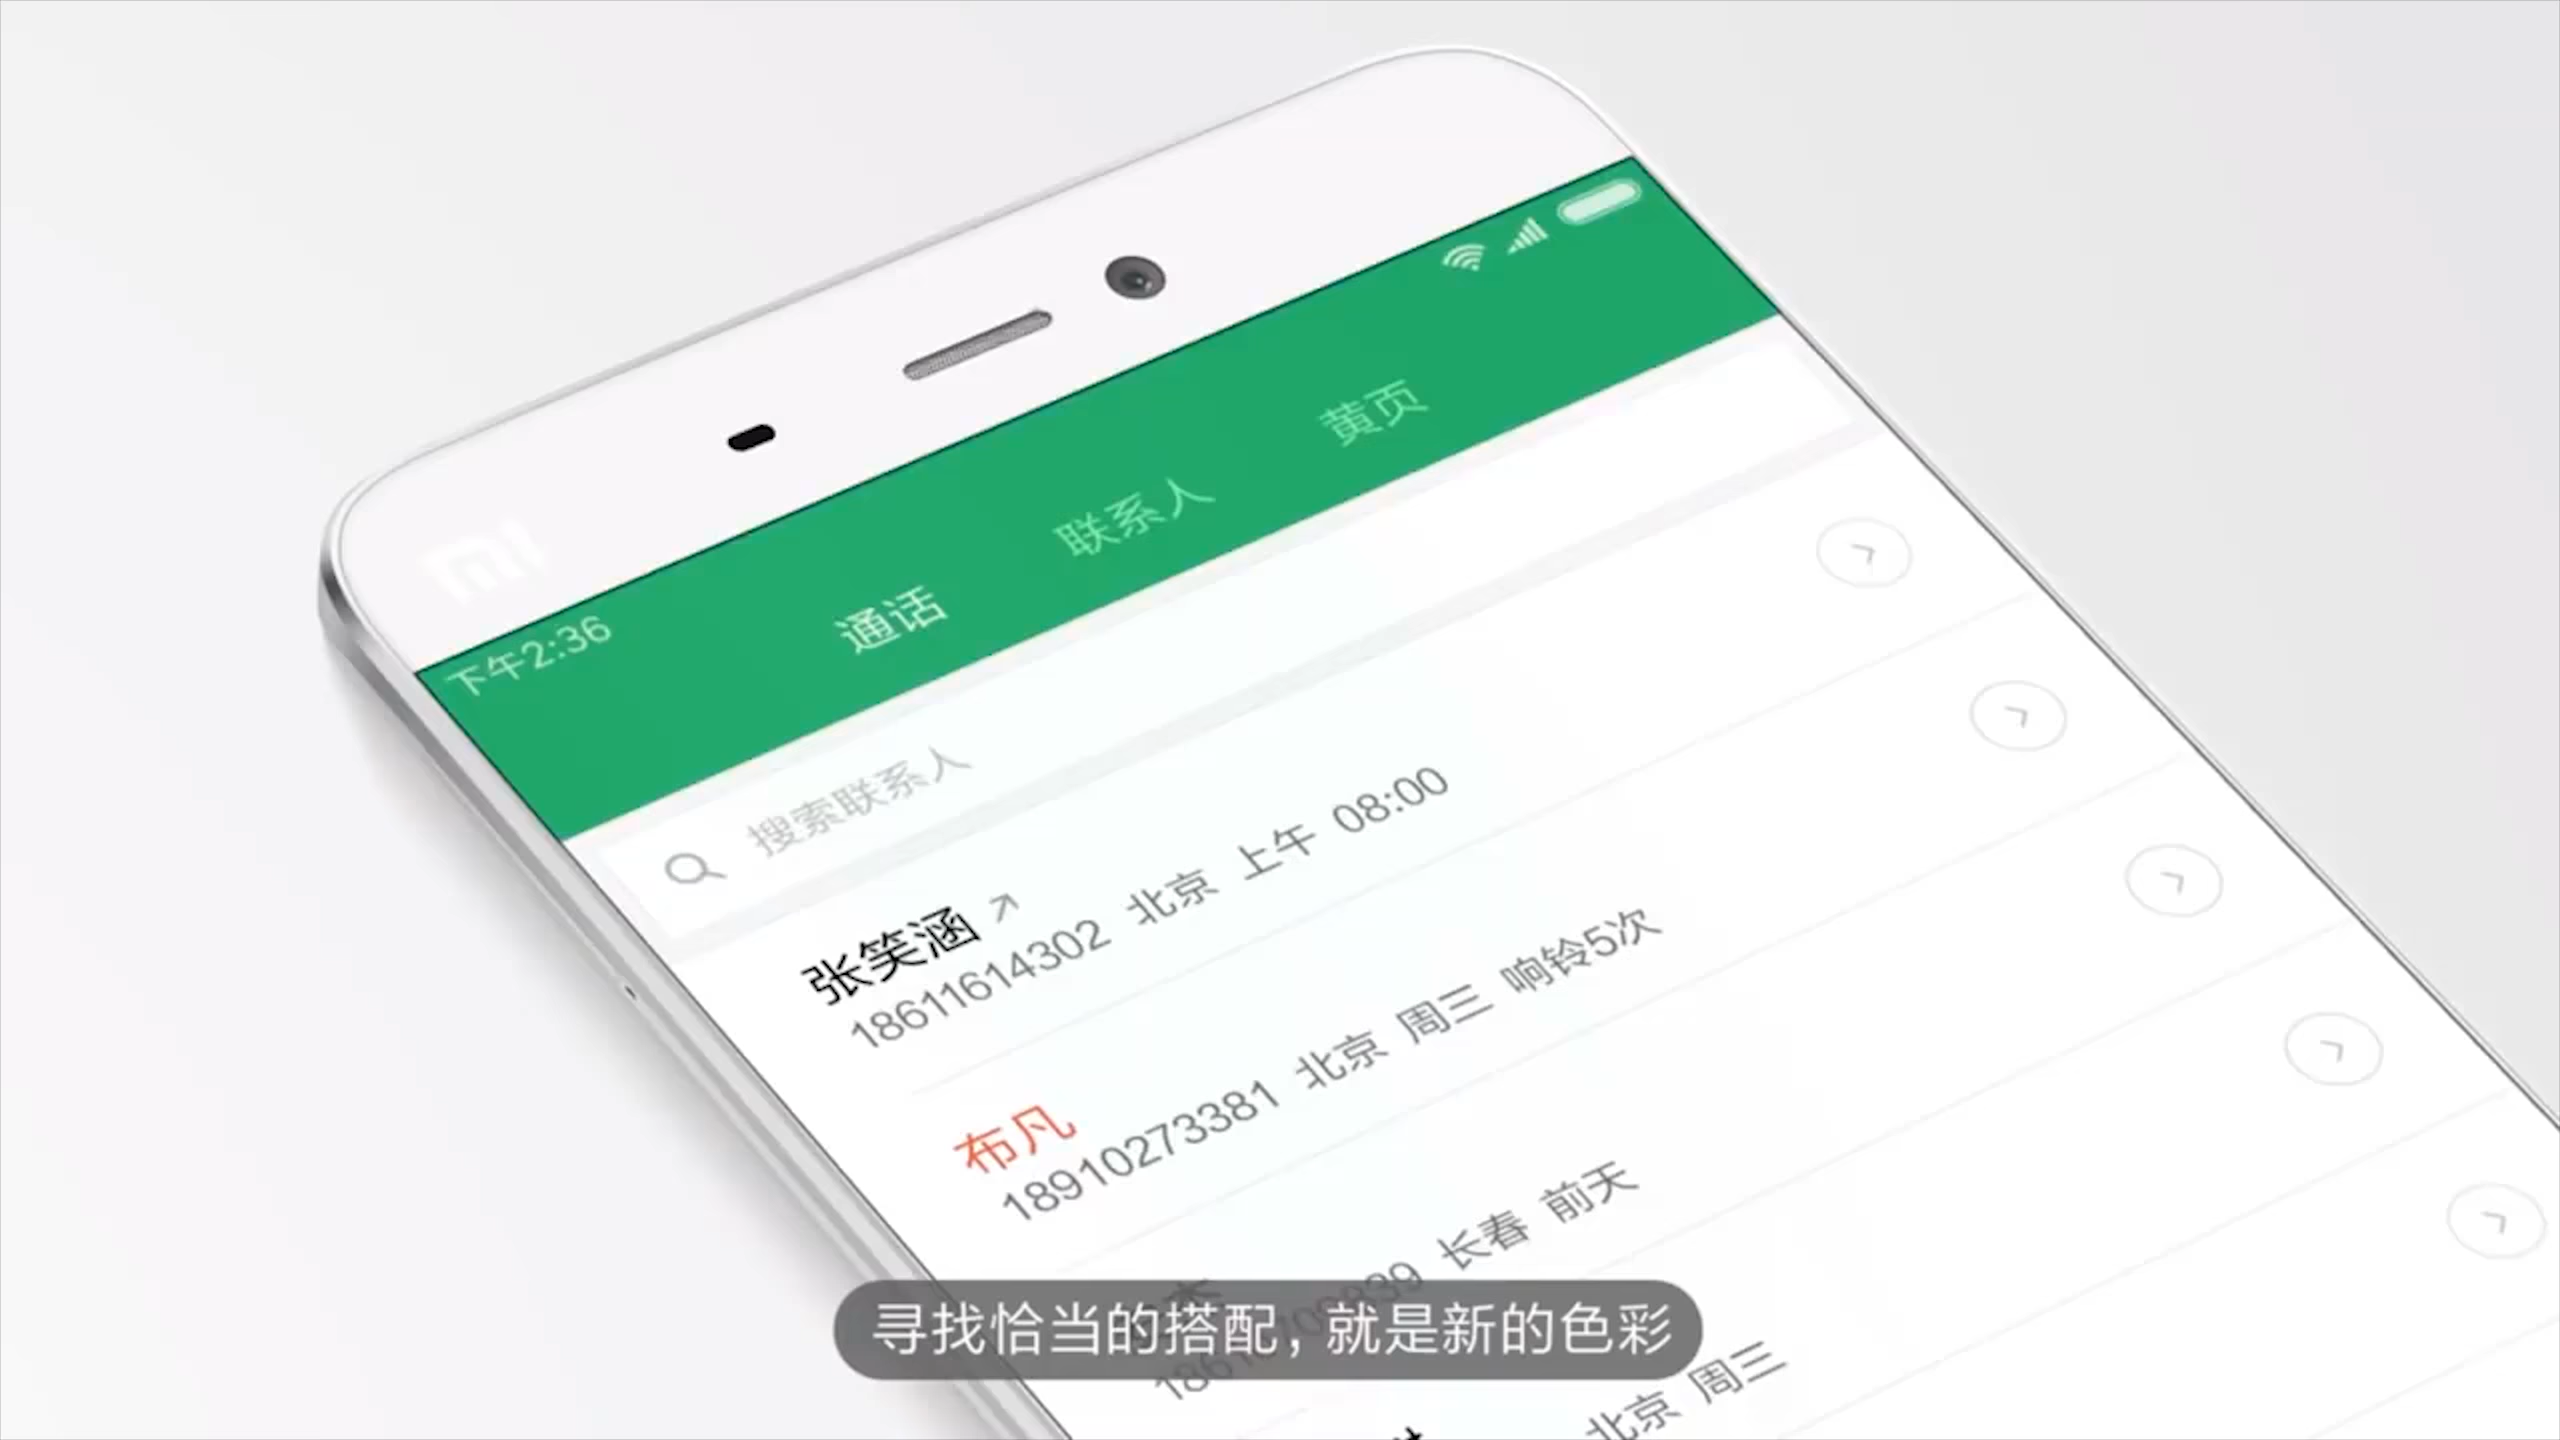 mi
下午2:36
通话 联系人 黄页
搜索联系人
张笑涵
18611614302 北京 上午 08:00
布凡
18910273381 北京 周三 响铃5次
长春 前天
北京 周三
寻找恰当的搭配，就是新的色彩